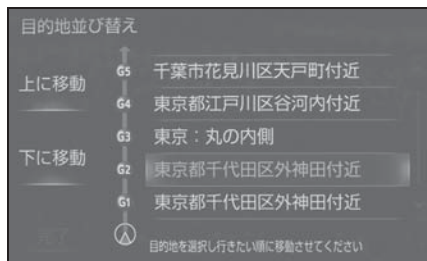 目的地並び替え
上に移動
下に移動
G5 千葉市花見川区天戸町付近
G4 東京都江戸川区谷河内付近
G3 東京：丸の内側
G2 東京都千代田区外神田付近
G1 東京都千代田区外神田付近
完了
目的地を選択し行きたい順に移動させてください